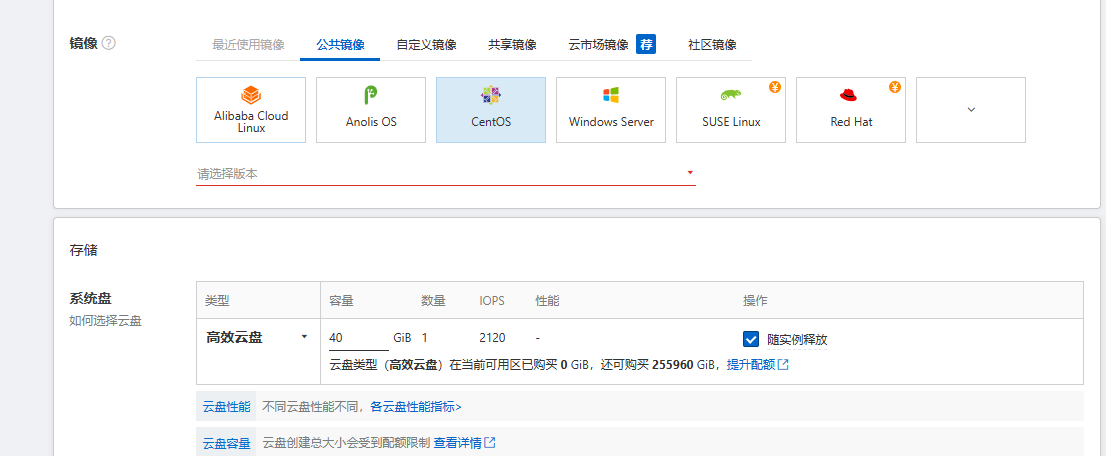 镜像
最近使用镜像 公共镜像 自定义镜像 共享镜像 云市场镜像 荐 社区镜像
Alibaba Cloud Linux Anolis OS CentOS Windows Server SUSE Linux ¥ Red Hat ¥
请选择版本
存储
系统盘
如何选择云盘
类型 容量 数量 IOPS 性能 操作
高效云盘 40 GiB 1 2120 - 随实例释放
云盘类型（高效云盘）在当前可用区已购买 0 GiB，还可购买 255960 GiB，提升配额
云盘性能 不同云盘性能不同，各云盘性能指标>
云盘容量 云盘创建总大小会受到配额限制 查看详情